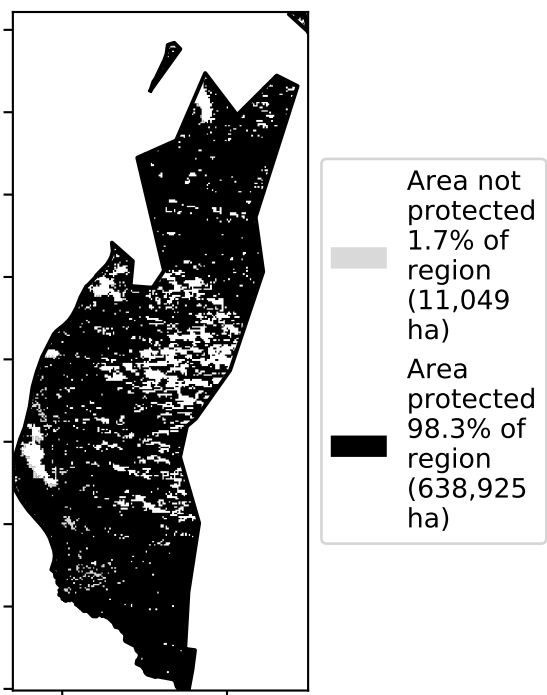 Area not
protected
1.7% of
region
(11,049
ha)
Area
protected
98.3% of
region
(638,925
ha)